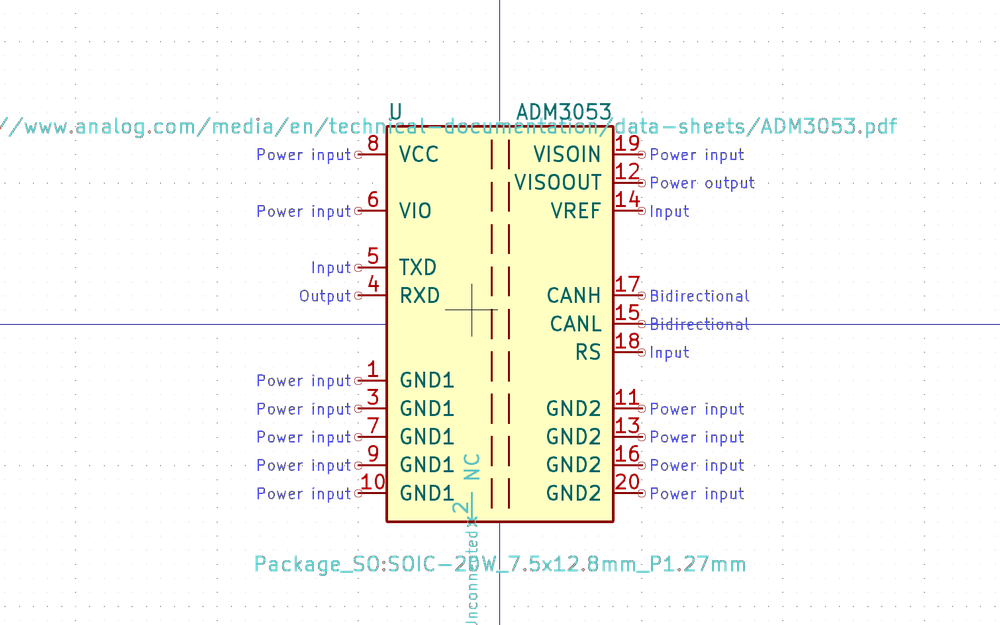 U ADM3053
//www.analog.com/media/en/technical-documentation/data-sheets/ADM3053.pdf
Power input 8 VCC VISOIN 19 Power input
VISOOUT 12 Power output
Power input 6 VIO VREF 14 Input
Input 5 TXD
Output 4 RXD CANH 17 Bidirectional
CANL 15 Bidirectional
RS 18 Input
Power input 1 GND1
Power input 3 GND1 GND2 11 Power input
Power input 7 GND1 GND2 13 Power input
Power input 9 GND1 GND2 16 Power input
Power input 10 GND1 GND2 20 Power input
NC
2
Unconnected
Package_SO:SOIC-20W_7.5x12.8mm_P1.27mm